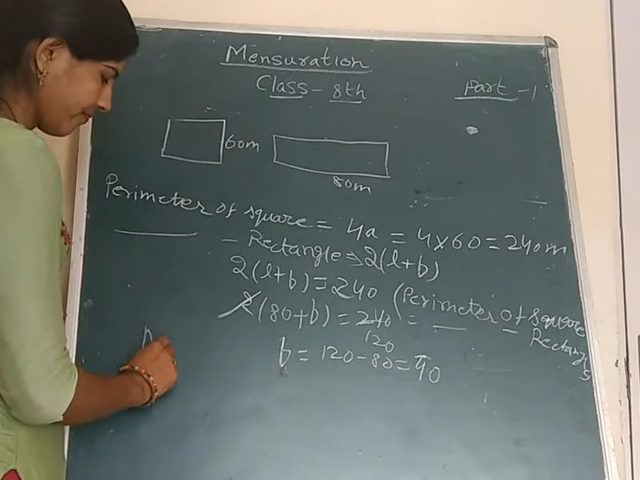 Mensuration
Class - 8th
Part - 1
60m
80m
Perimeter of square = 4a = 4×60 = 240m
- Rectangle => 2(l+b)
2(l+b) = 240 (Perimeter of square
2(80+b) = 240 = — - Rectangle
120
b = 120 - 80 = 40